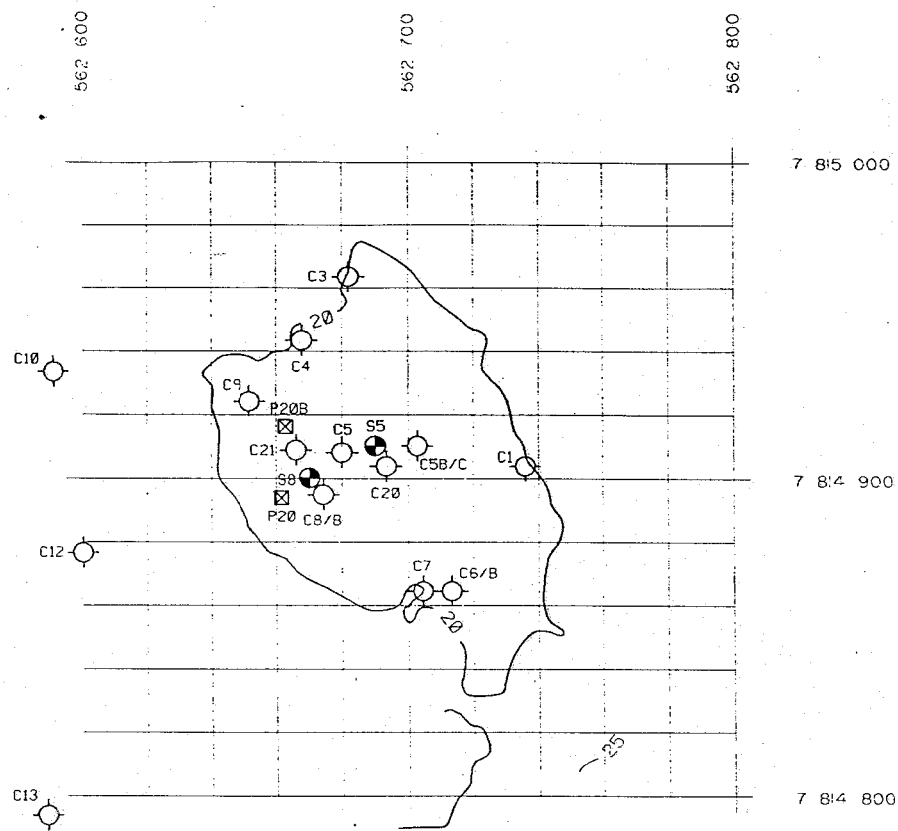 562 600
562 700
562 800
7 815 000
C3
20
C4
C10
C9
P20B
C5
S5
C21
C5B/C
C1
S8
C20
7 814 900
P20
C8/B
C12
C7
C6/B
20
25
C13
7 814 800